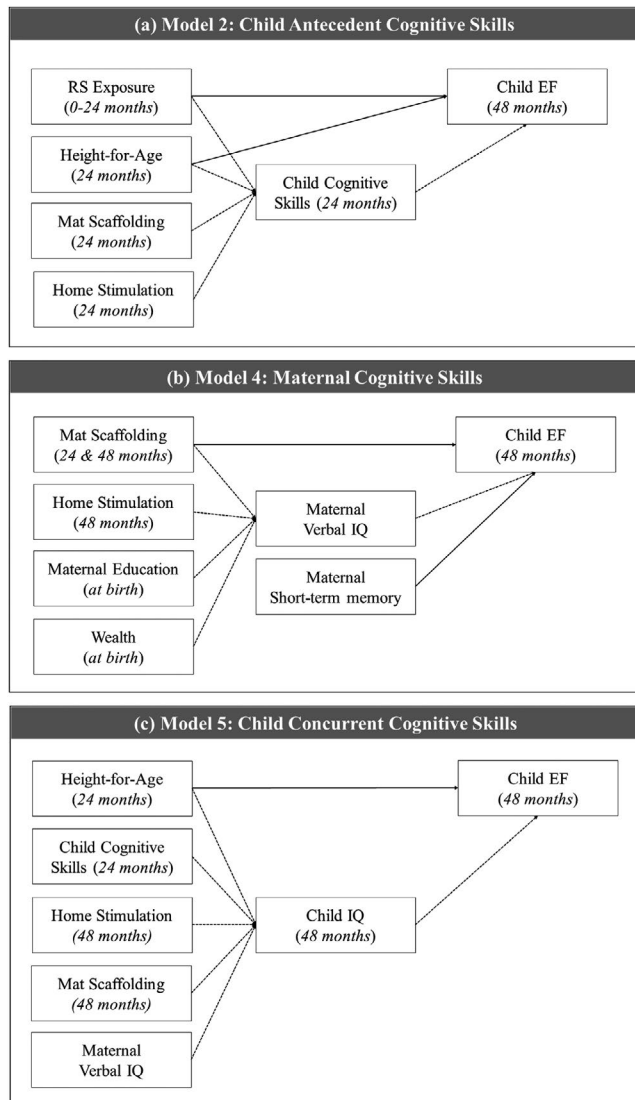 (a) Model 2: Child Antecedent Cognitive Skills
RS Exposure
(0-24 months)
Child EF
(48 months)
Height-for-Age
(24 months)
Child Cognitive
Skills (24 months)
Mat Scaffolding
(24 months)
Home Stimulation
(24 months)
(b) Model 4: Maternal Cognitive Skills
Mat Scaffolding
(24 & 48 months)
Child EF
(48 months)
Home Stimulation
(48 months)
Maternal
Verbal IQ
Maternal Education
(at birth)
Maternal
Short-term memory
Wealth
(at birth)
(c) Model 5: Child Concurrent Cognitive Skills
Height-for-Age
(24 months)
Child EF
(48 months)
Child Cognitive
Skills (24 months)
Home Stimulation
(48 months)
Child IQ
(48 months)
Mat Scaffolding
(48 months)
Maternal
Verbal IQ